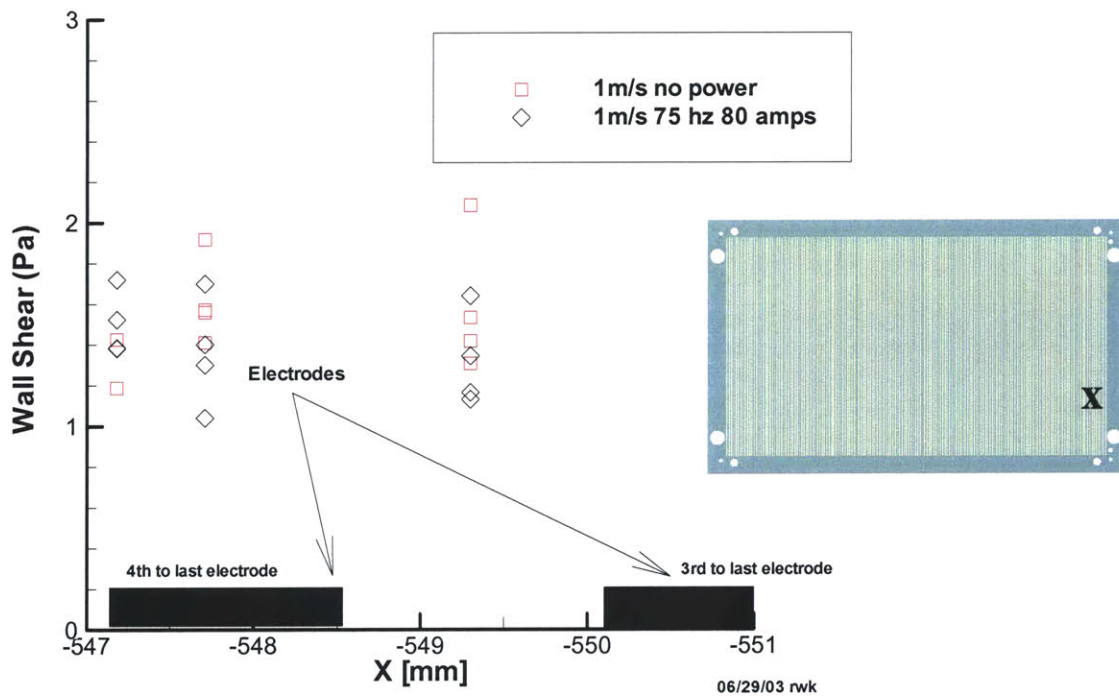 3
2
1
0
Wall Shear (Pa)
1m/s no power
1m/s 75 hz 80 amps
Electrodes
4th to last electrode
3rd to last electrode
X
-547
-548
-549
-550
-551
X [mm]
06/29/03 rwk